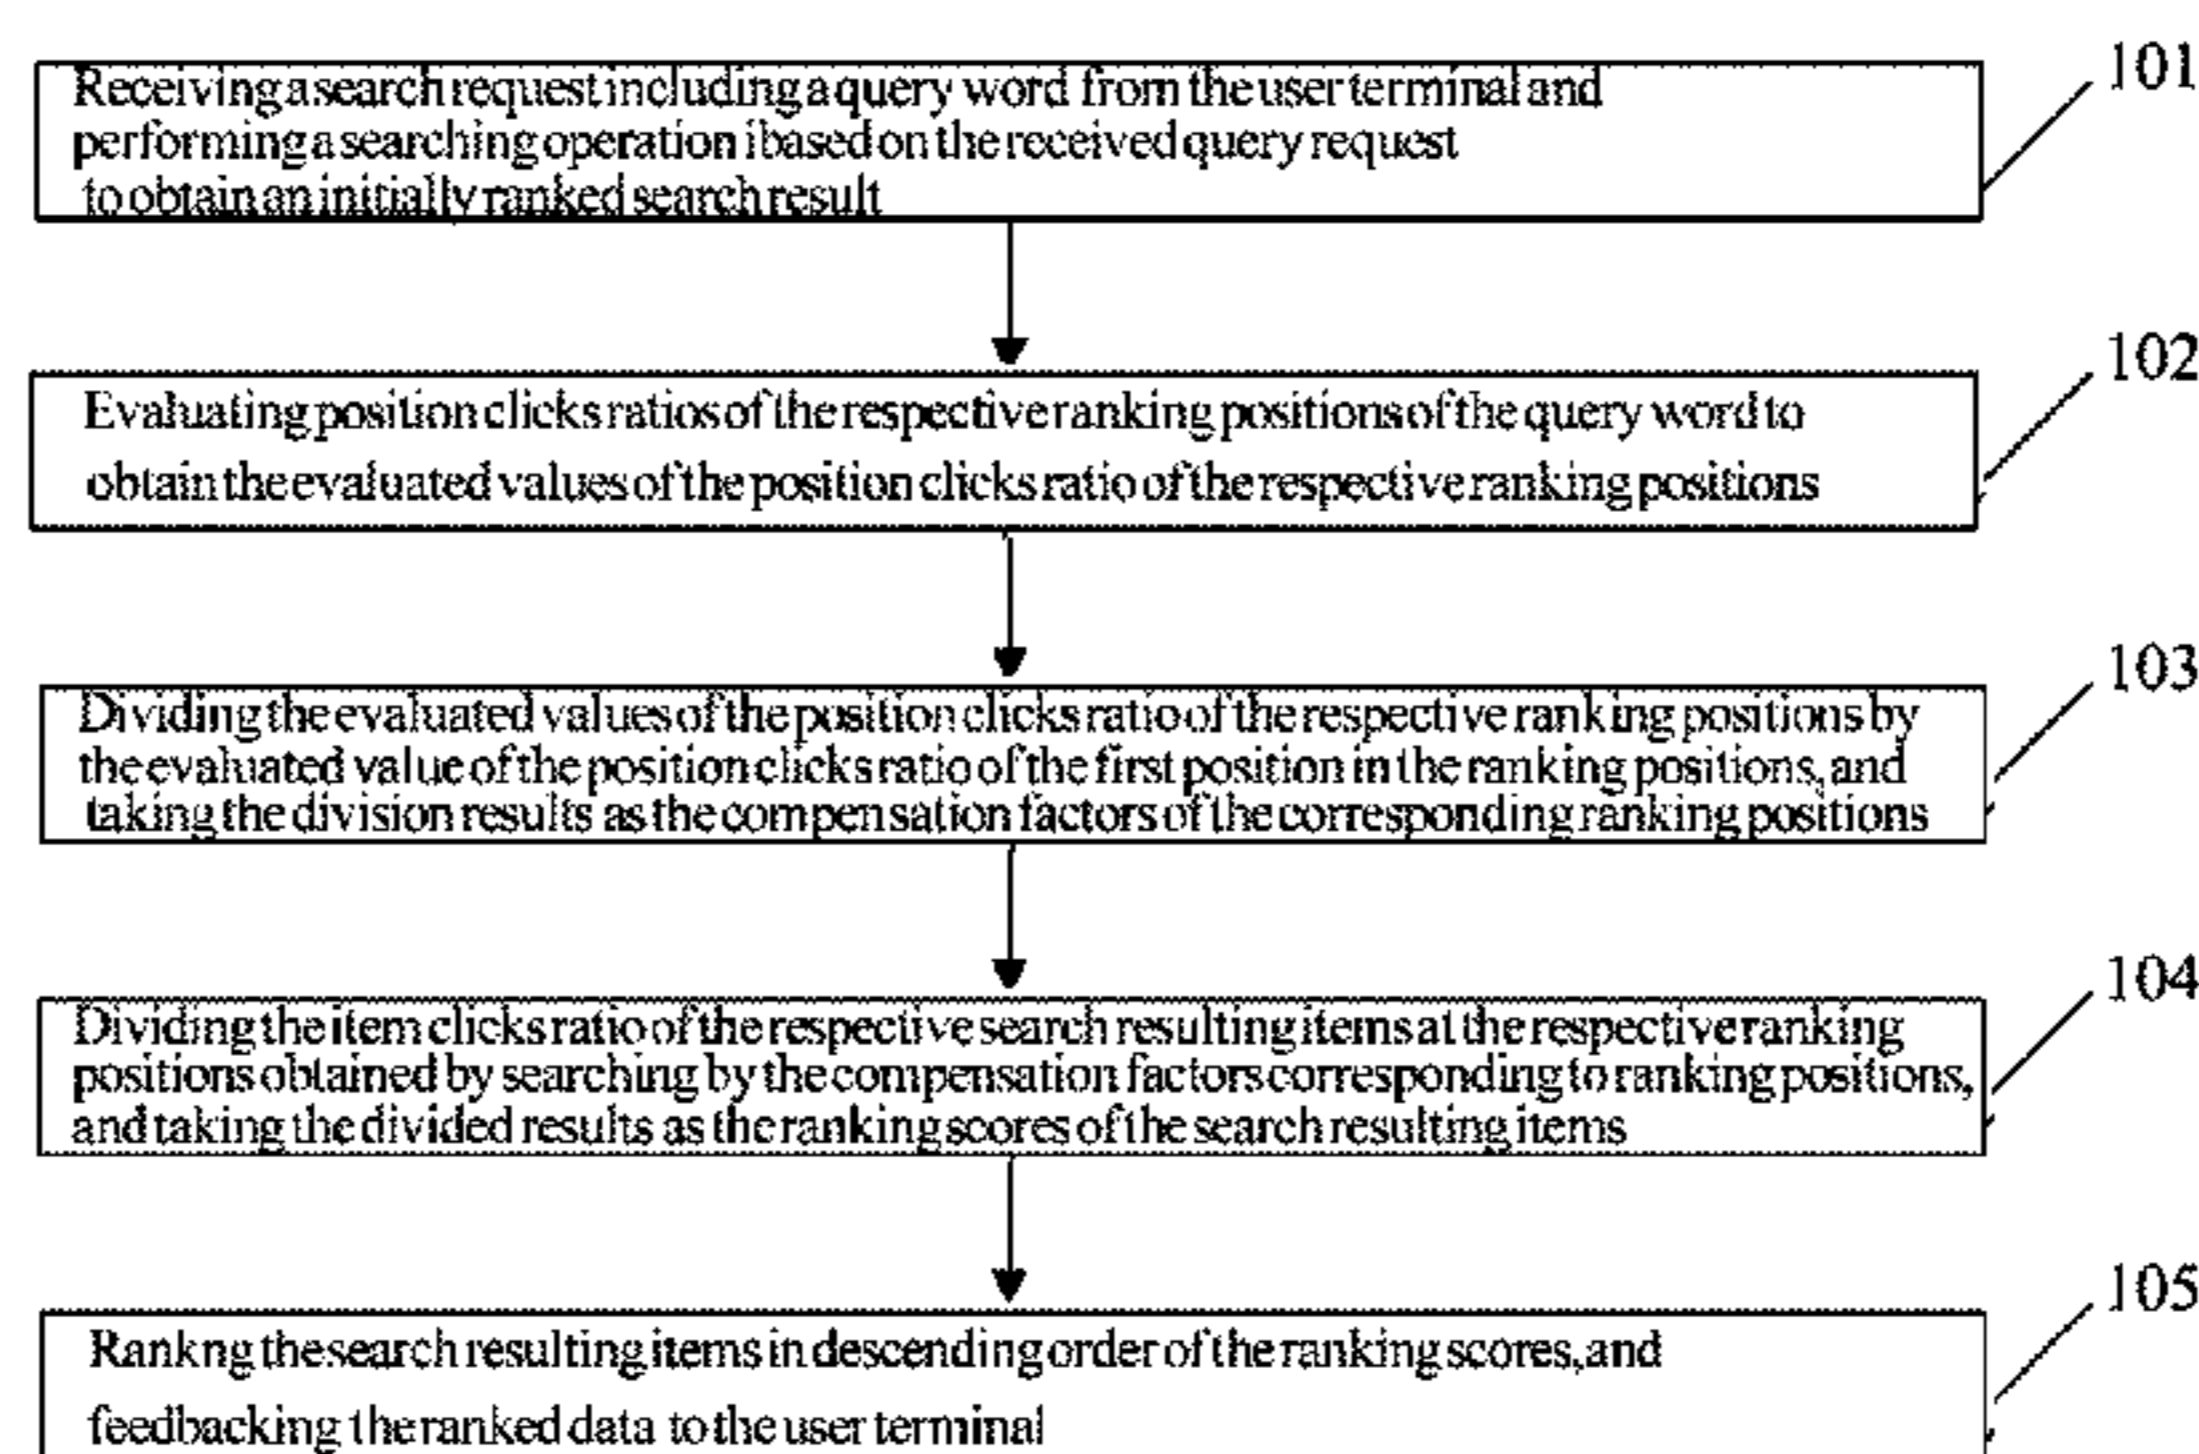 101
Receiving a search request including a query word from the user terminal and
performing a searching operation ibased on the received query request
to obtain an initially ranked search result
102
Evaluating position clicks ratios of the respective ranking positions of the query word to
obtain the evaluated values of the position clicks ratio of the respective ranking positions
103
Dividing the evaluated values of the position clicks ratio of the respective ranking positions by
the evaluated value of the position clicks ratio of the first position in the ranking positions, and
taking the division results as the compensation factors of the corresponding ranking positions
104
Dividing the item clicks ratio of the respective search resulting items at the respective ranking
positions obtained by searching by the compensation factors corresponding to ranking positions,
and taking the divided results as the ranking scores of the search resulting items
105
Rankng the search resulting items in descending order of the ranking scores, and
feedbacking the ranked data to the user terminal